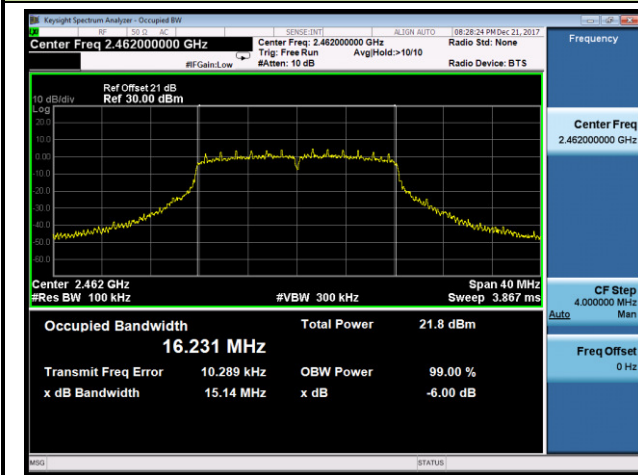 Keysight Spectrum Analyzer - Occupied BW
RF 50 Ω AC SENSE:INT ALIGN AUTO 08:28:24 PM Dec 21, 2017
Center Freq 2.462000000 GHz
Center Freq: 2.462000000 GHz Radio Std: None
Trig: Free Run Avg|Hold:>10/10
#IFGain:Low #Atten: 10 dB Radio Device: BTS
Frequency
Ref Offset 21 dB
10 dB/div Ref 30.00 dBm
Log
20.0
10.0
0.00
-10.0
-20.0
-30.0
-40.0
-50.0
-60.0
Center 2.462 GHz Span 40 MHz
#Res BW 100 kHz #VBW 300 kHz Sweep 3.867 ms
Occupied Bandwidth Total Power 21.8 dBm
16.231 MHz
Transmit Freq Error 10.289 kHz OBW Power 99.00 %
x dB Bandwidth 15.14 MHz x dB -6.00 dB
Center Freq
2.462000000 GHz
CF Step
4.000000 MHz
Auto Man
Freq Offset
0 Hz
MSG STATUS